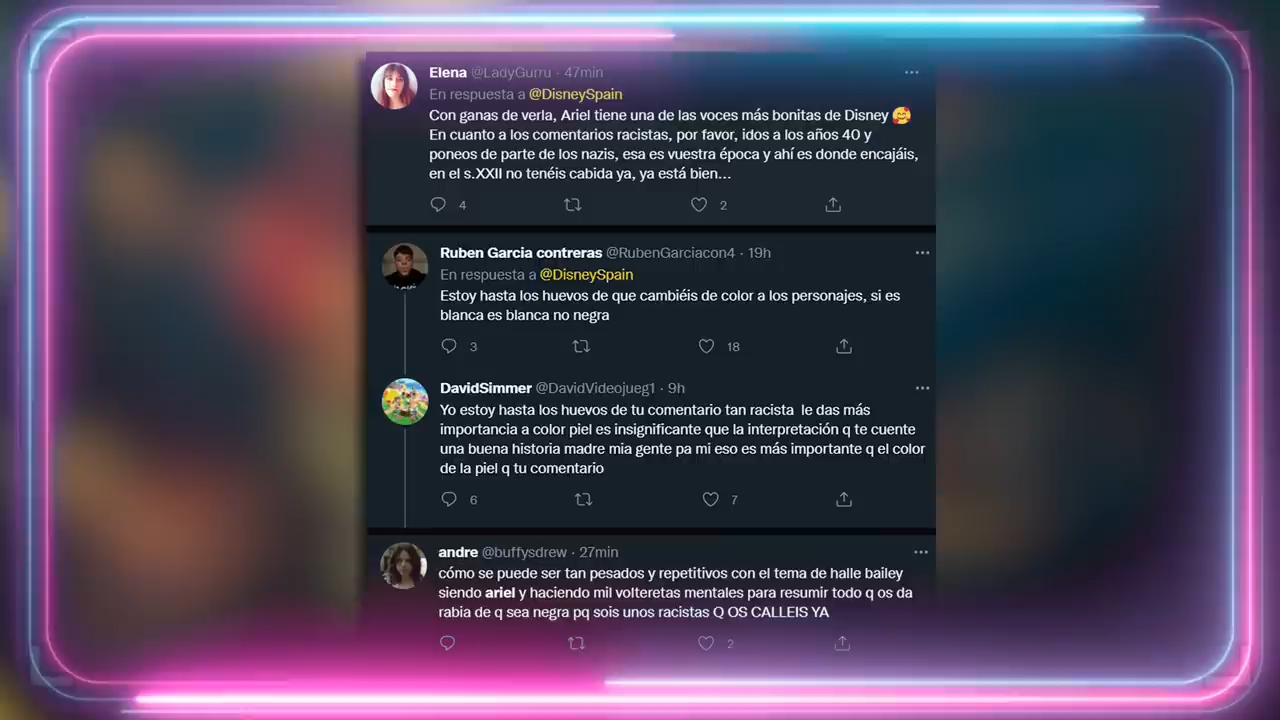 Elena @LadyGurru · 47min
En respuesta a @DisneySpain
Con ganas de verla, Ariel tiene una de las voces más bonitas de Disney 🥰
En cuanto a los comentarios racistas, por favor, idos a los años 40 y
poneos de parte de los nazis, esa es vuestra época y ahí es donde encajáis,
en el s.XXII no tenéis cabida ya, ya está bien...
4 2
Ruben Garcia contreras @RubenGarciacon4 · 19h
En respuesta a @DisneySpain
Estoy hasta los huevos de que cambiéis de color a los personajes, si es
blanca es blanca no negra
3 18
DavidSimmer @DavidVideojueg1 · 9h
Yo estoy hasta los huevos de tu comentario tan racista le das más
importancia a color piel es insignificante que la interpretación q te cuente
una buena historia madre mia gente pa mi eso es más importante q el color
de la piel q tu comentario
6 7
andre @buffysdrew · 27min
cómo se puede ser tan pesados y repetitivos con el tema de halle bailey
siendo ariel y haciendo mil volteretas mentales para resumir todo q os da
rabia de q sea negra pq sois unos racistas Q OS CALLEIS YA
2